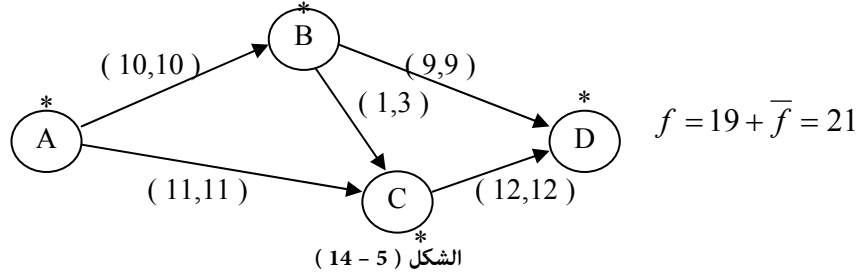 *
B
( 10,10 )
( 9,9 )
*
*
( 1,3 )
A
D
f = 19 + f̅ = 21
( 11,11 )
C
( 12,12 )
*
الشكل ( 5 - 14 )